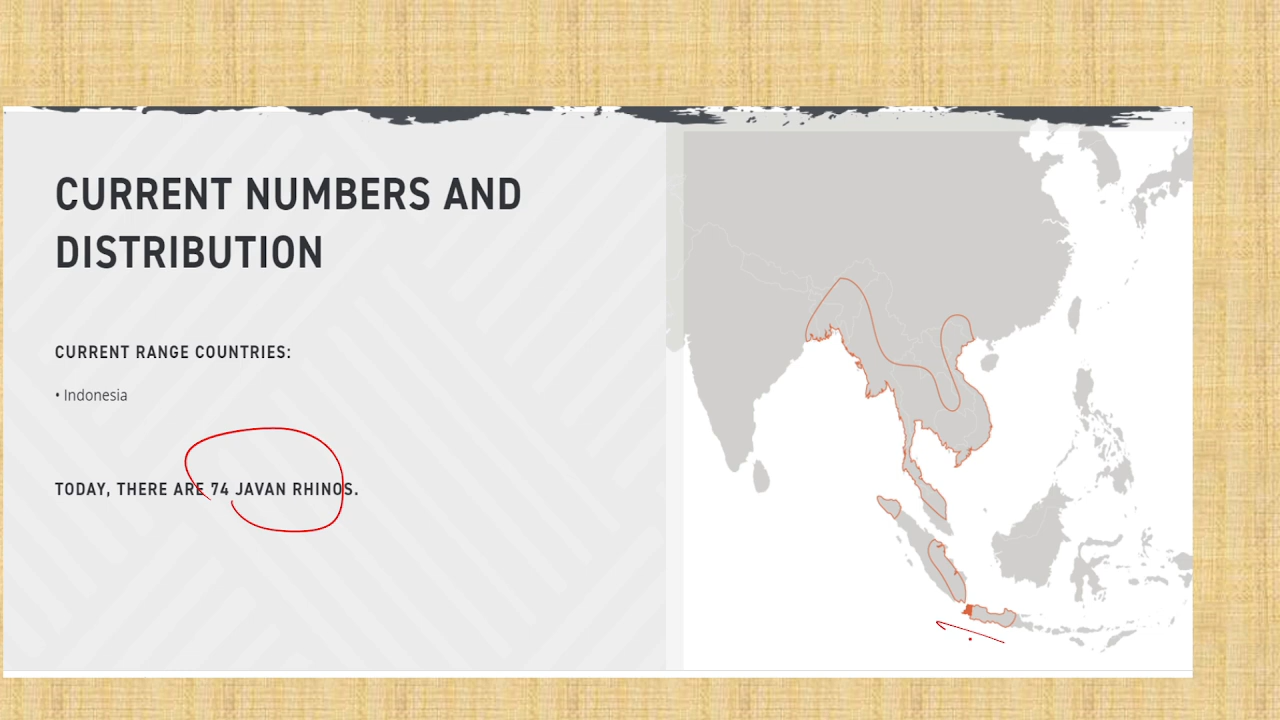 CURRENT NUMBERS AND
DISTRIBUTION
CURRENT RANGE COUNTRIES:
• Indonesia
TODAY, THERE ARE 74 JAVAN RHINOS.